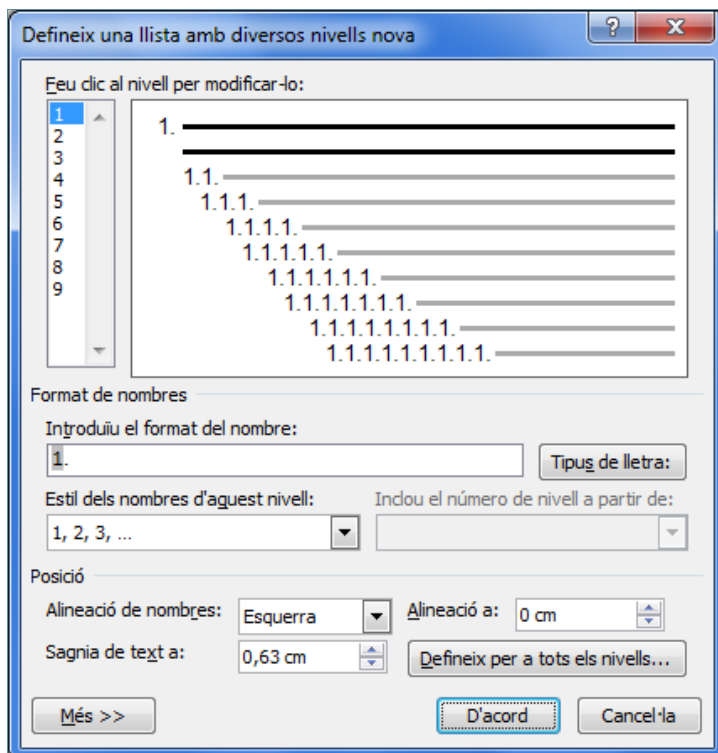 Defineix una llista amb diversos nivells nova
Feu clic al nivell per modificar-lo:
1
2
3
4
5
6
7
8
9
1.
1.1.
1.1.1.
1.1.1.1.
1.1.1.1.1.
1.1.1.1.1.1.
1.1.1.1.1.1.1.
1.1.1.1.1.1.1.1.
1.1.1.1.1.1.1.1.1.
Format de nombres
Introduïu el format del nombre:
1.
Tipus de lletra:
Estil dels nombres d'aquest nivell:
Inclou el número de nivell a partir de:
1, 2, 3, ...
Posició
Alineació de nombres:
Esquerra
Alineació a:
0 cm
Sagnia de text a:
0,63 cm
Defineix per a tots els nivells...
Més >>
D'acord
Cancel·la